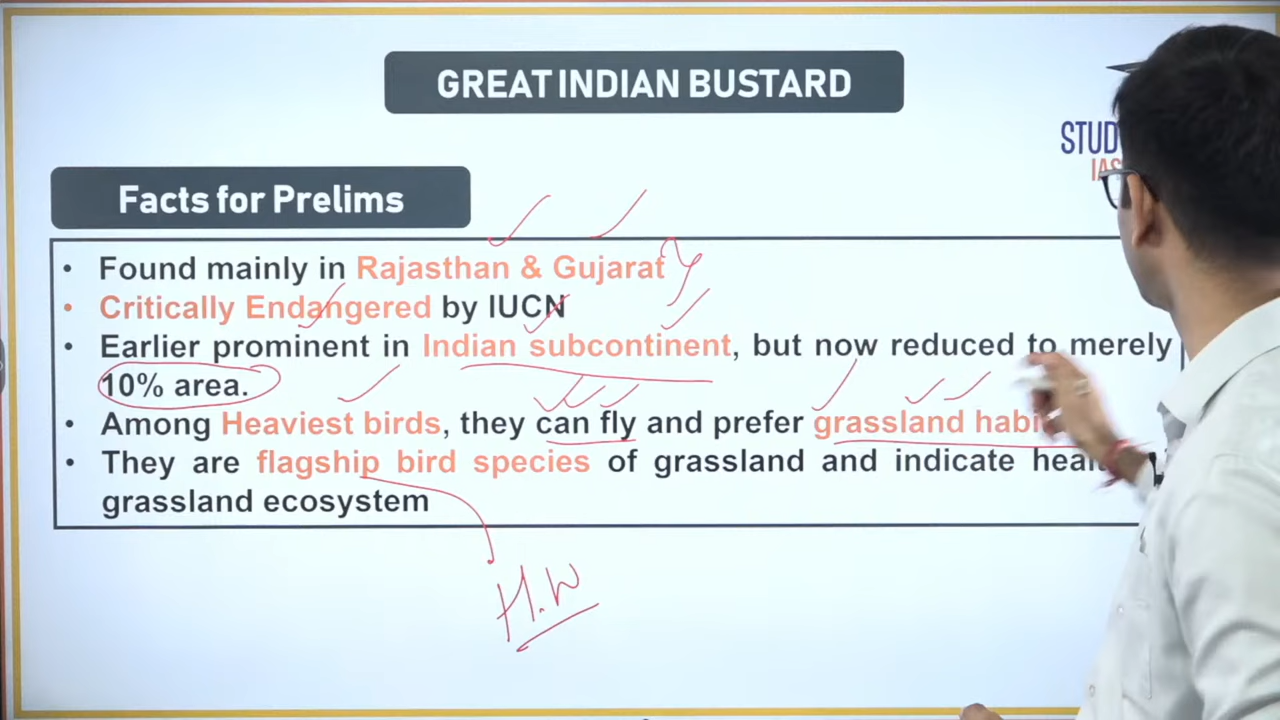 GREAT INDIAN BUSTARD
STUD
IAS
Facts for Prelims
• Found mainly in Rajasthan & Gujarat
• Critically Endangered by IUCN
• Earlier prominent in Indian subcontinent, but now reduced to merely
10% area.
• Among Heaviest birds, they can fly and prefer grassland
• They are flagship bird species of grassland and indicate
grassland ecosystem
H.W